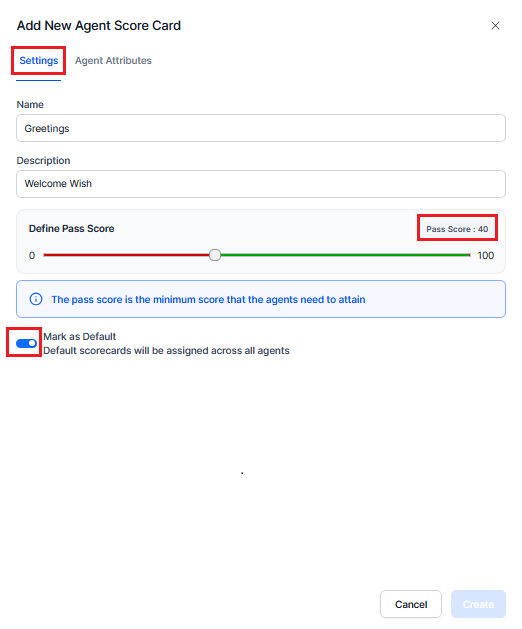 Add New Agent Score Card
Settings Agent Attributes
Name
Greetings
Description
Welcome Wish
Define Pass Score Pass Score : 40
0 100
The pass score is the minimum score that the agents need to attain
Mark as Default
Default scorecards will be assigned across all agents
.
Cancel Create